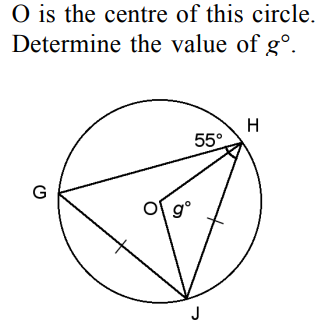 O is the centre of this circle.
Determine the value of g°.
H
55°
G
O g°
J